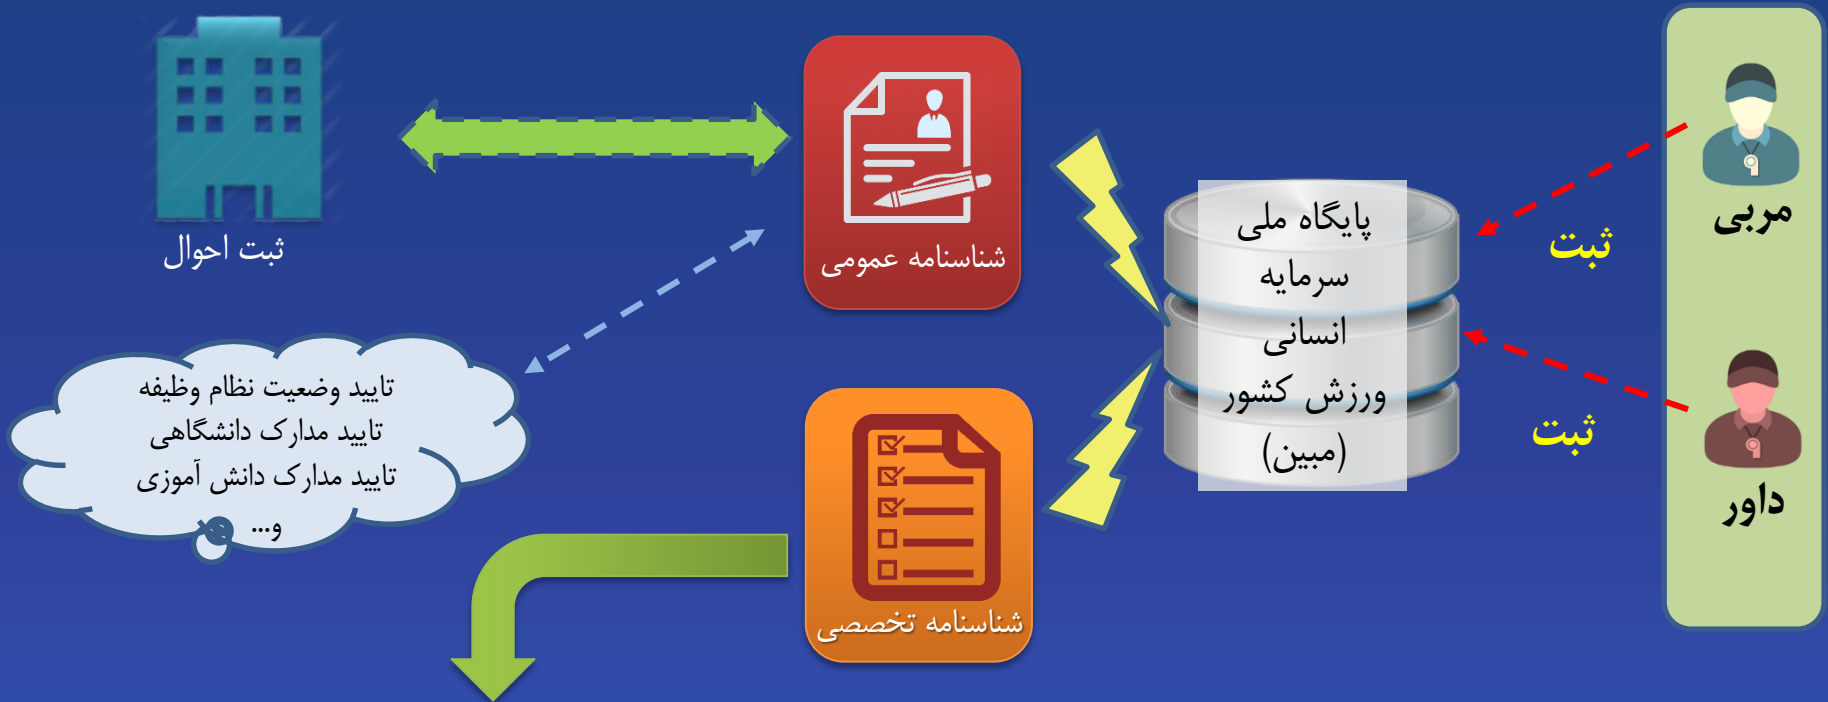 مربی
ثبت
داور
ثبت
پایگاه ملی
سرمایه
انسانی
ورزش کشور
(مبین)
شناسنامه عمومی
شناسنامه تخصصی
ثبت احوال
تایید وضعیت نظام وظیفه
تایید مدارک دانشگاهی
تایید مدارک دانش آموزی
و...